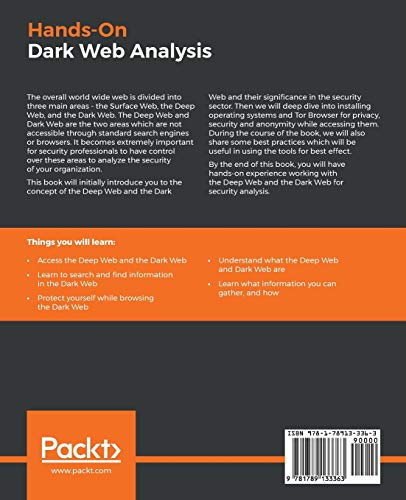 Hands-On
Dark Web Analysis
The overall world wide web is divided into
three main areas - the Surface Web, the Deep
Web, and the Dark Web. The Deep Web and
Dark Web are the two areas which are not
accessible through standard search engines
or browsers. It becomes extremely important
for security professionals to have control
over these areas to analyze the security
of your organization.
This book will initially introduce you to the
concept of the Deep Web and the Dark
Web and their significance in the security
sector. Then we will deep dive into installing
operating systems and Tor Browser for privacy,
security and anonymity while accessing them.
During the course of the book, we will also
share some best practices which will be
useful in using the tools for best effect.
By the end of this book, you will have
hands-on experience working with
the Deep Web and the Dark Web for
security analysis.
Things you will learn:
• Access the Deep Web and the Dark Web
• Learn to search and find information
in the Dark Web
• Protect yourself while browsing
the Dark Web
• Understand what the Deep Web
and Dark Web are
• Learn what information you can
gather, and how
Packt>
www.packt.com
ISBN 978-1-78913-336-3
90000
9 781789 133363